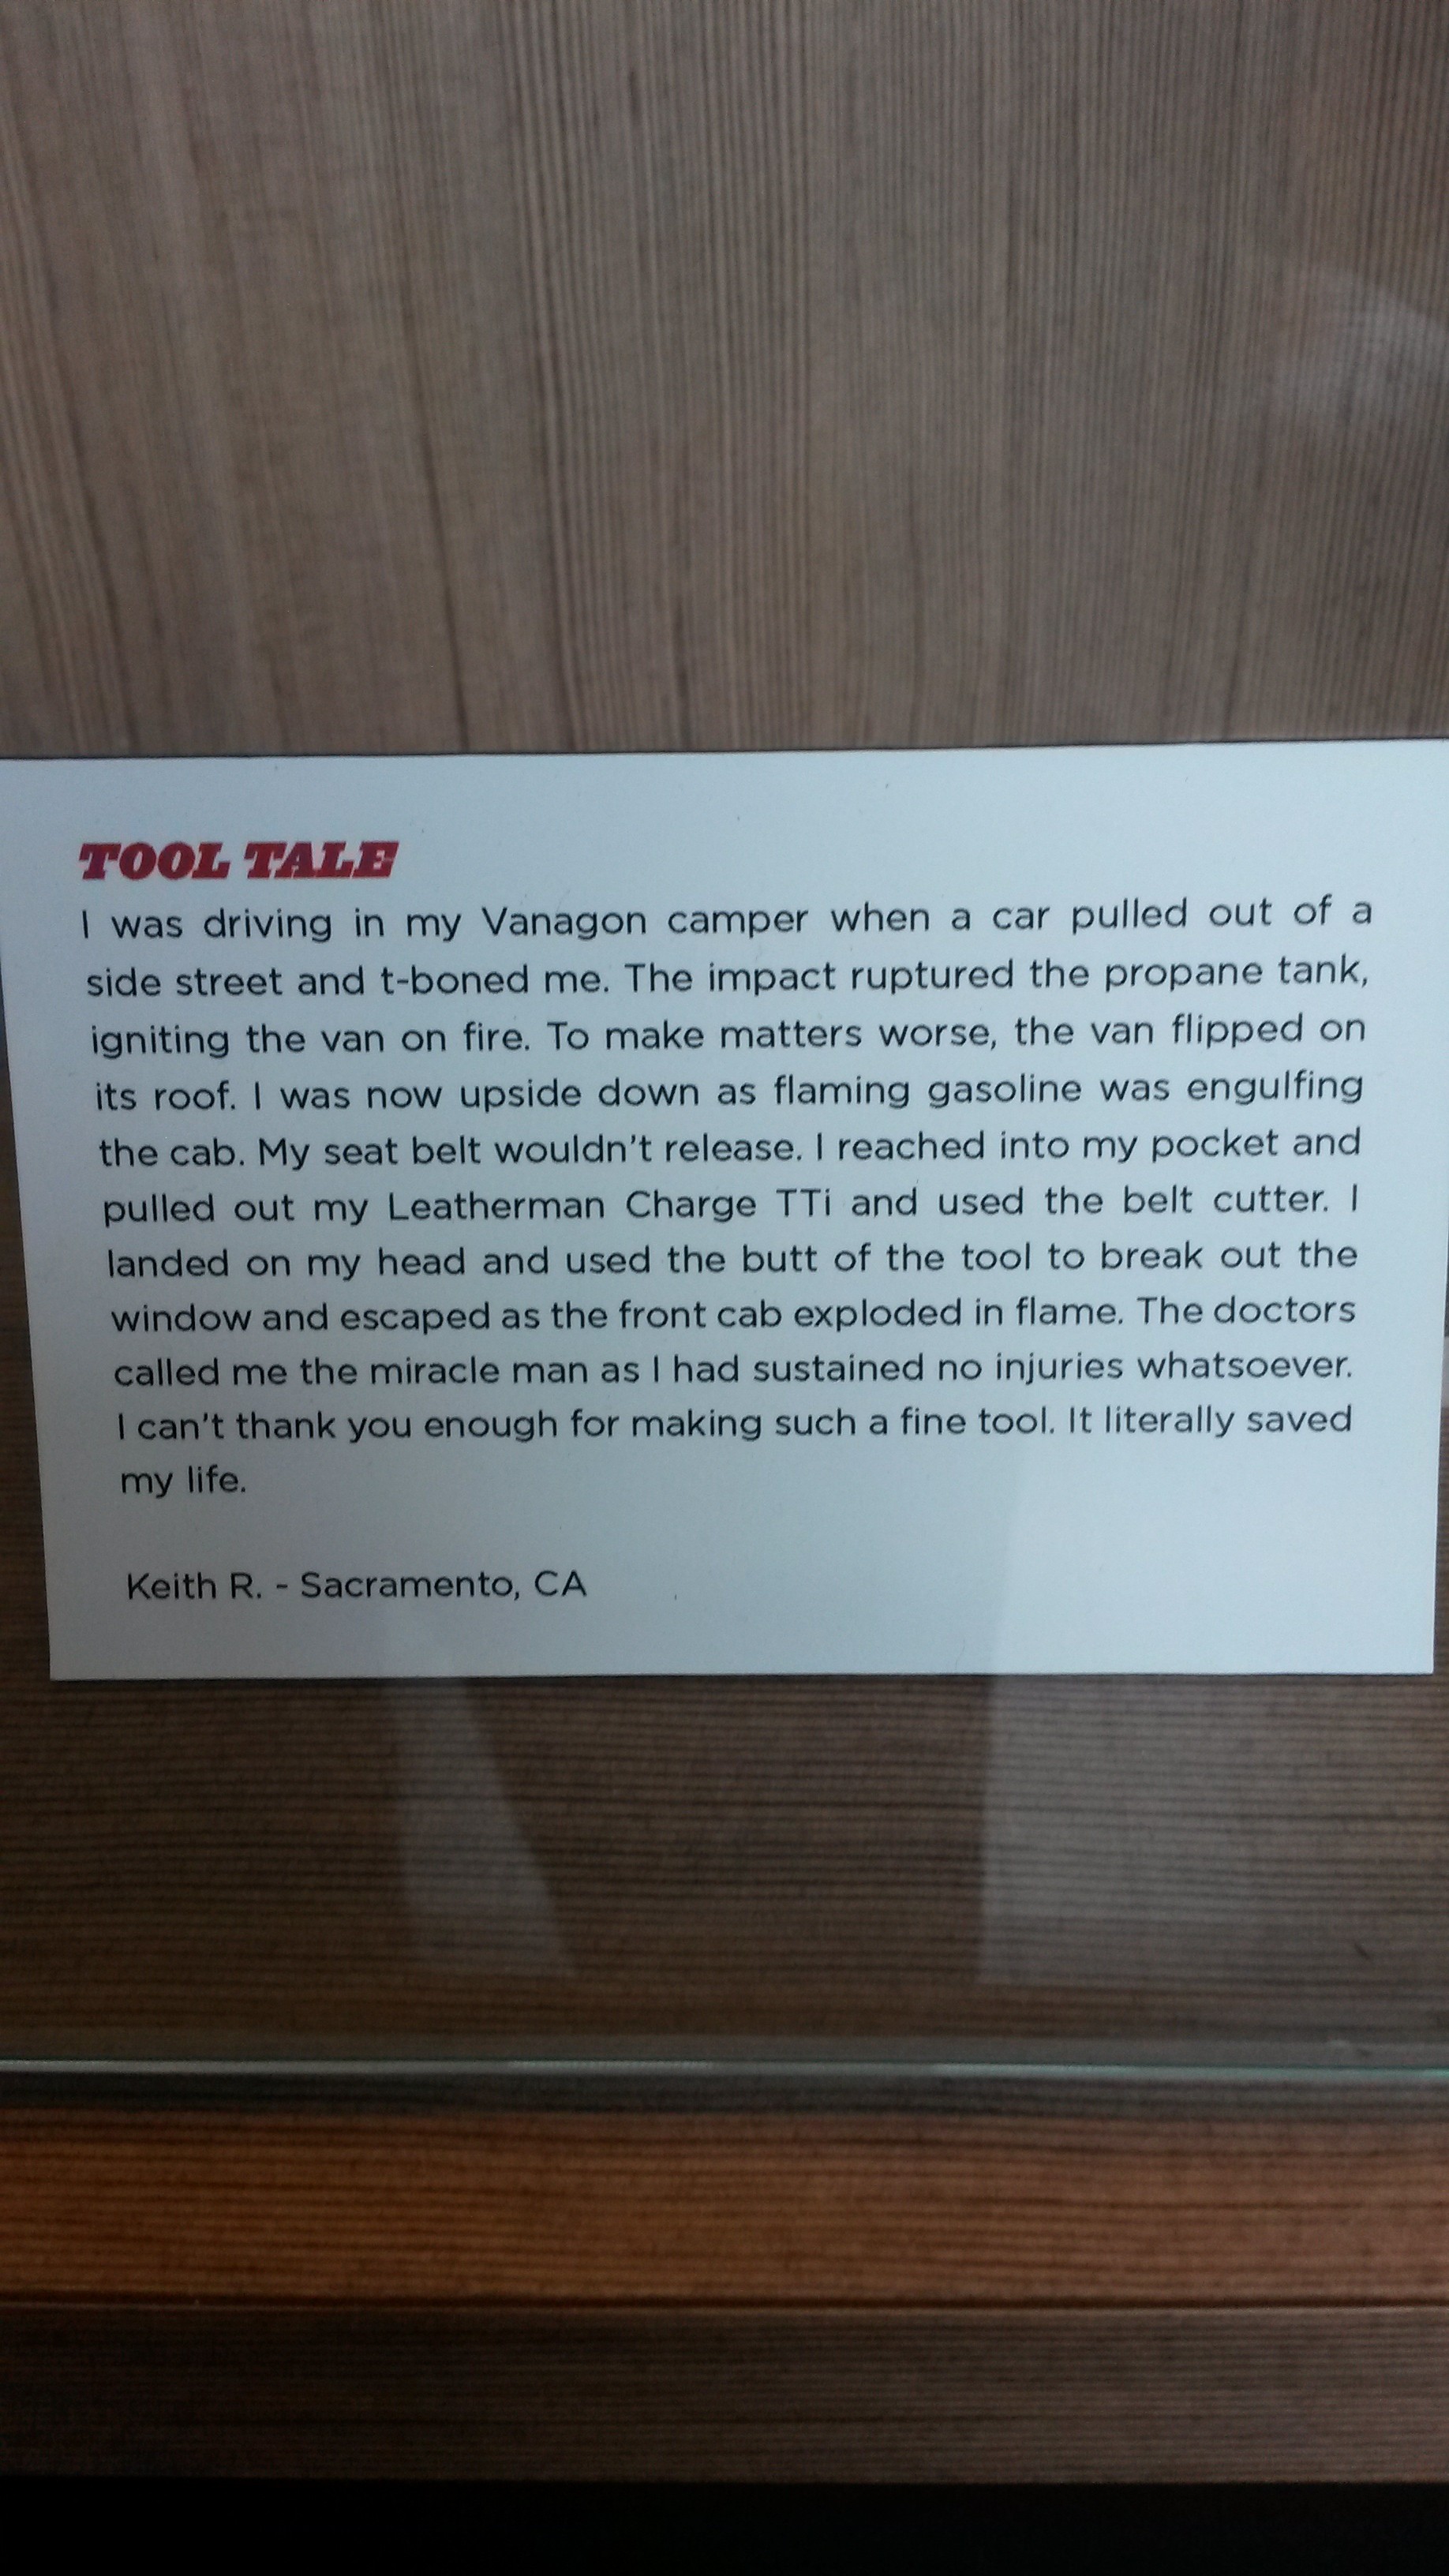 TOOL TALE
I was driving in my Vanagon camper when a car pulled out of a
side street and t-boned me. The impact ruptured the propane tank,
igniting the van on fire. To make matters worse, the van flipped on
its roof. I was now upside down as flaming gasoline was engulfing
the cab. My seat belt wouldn't release. I reached into my pocket and
pulled out my Leatherman Charge TTi and used the belt cutter. I
landed on my head and used the butt of the tool to break out the
window and escaped as the front cab exploded in flame. The doctors
called me the miracle man as I had sustained no injuries whatsoever.
I can't thank you enough for making such a fine tool. It literally saved
my life.
Keith R. - Sacramento, CA